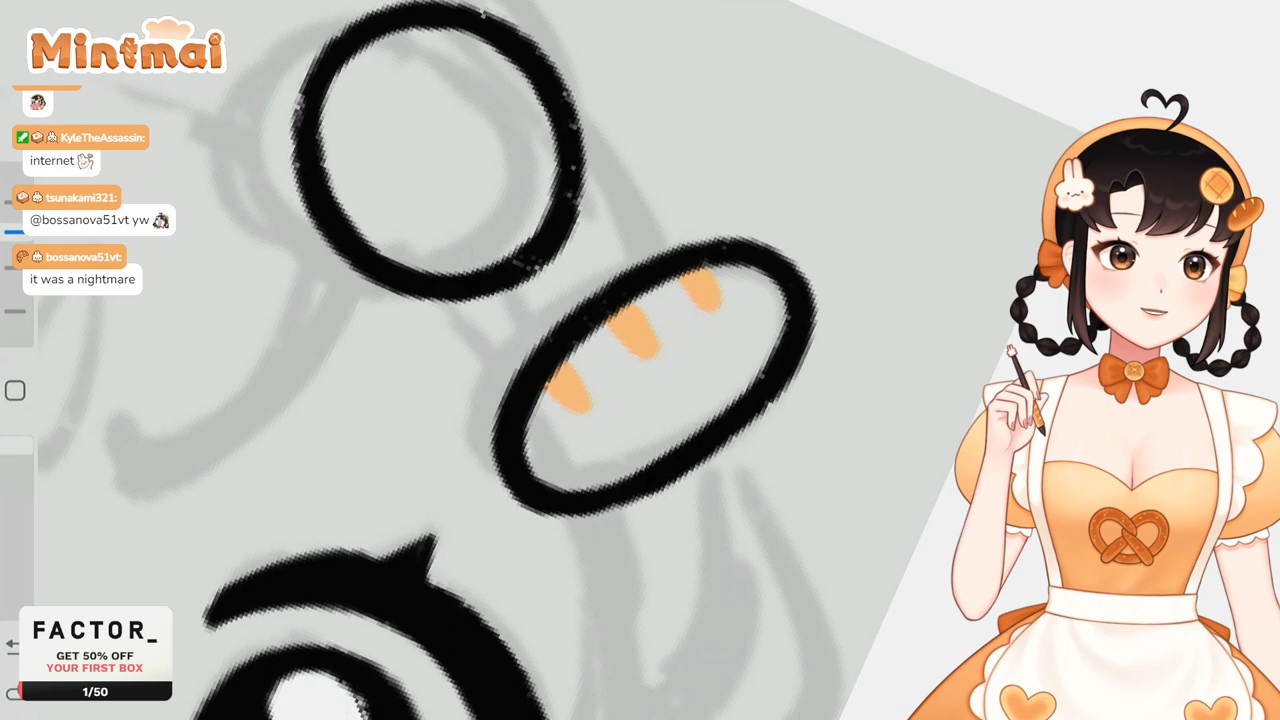 Mintmai
KyleTheAssassin:
internet
tsunakami321:
@bossanova51vt yw
bossanova51vt:
it was a nightmare
FACTOR_
GET 50% OFF
YOUR FIRST BOX
1/50